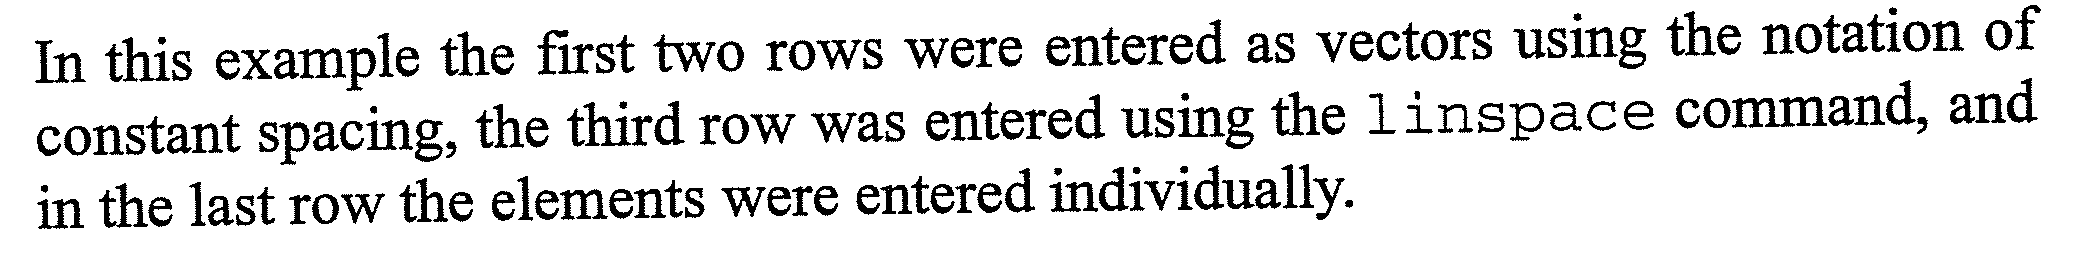 In this example the first two rows were entered as vectors using the notation of
constant spacing, the third row was entered using the linspace command, and
in the last row the elements were entered individually.